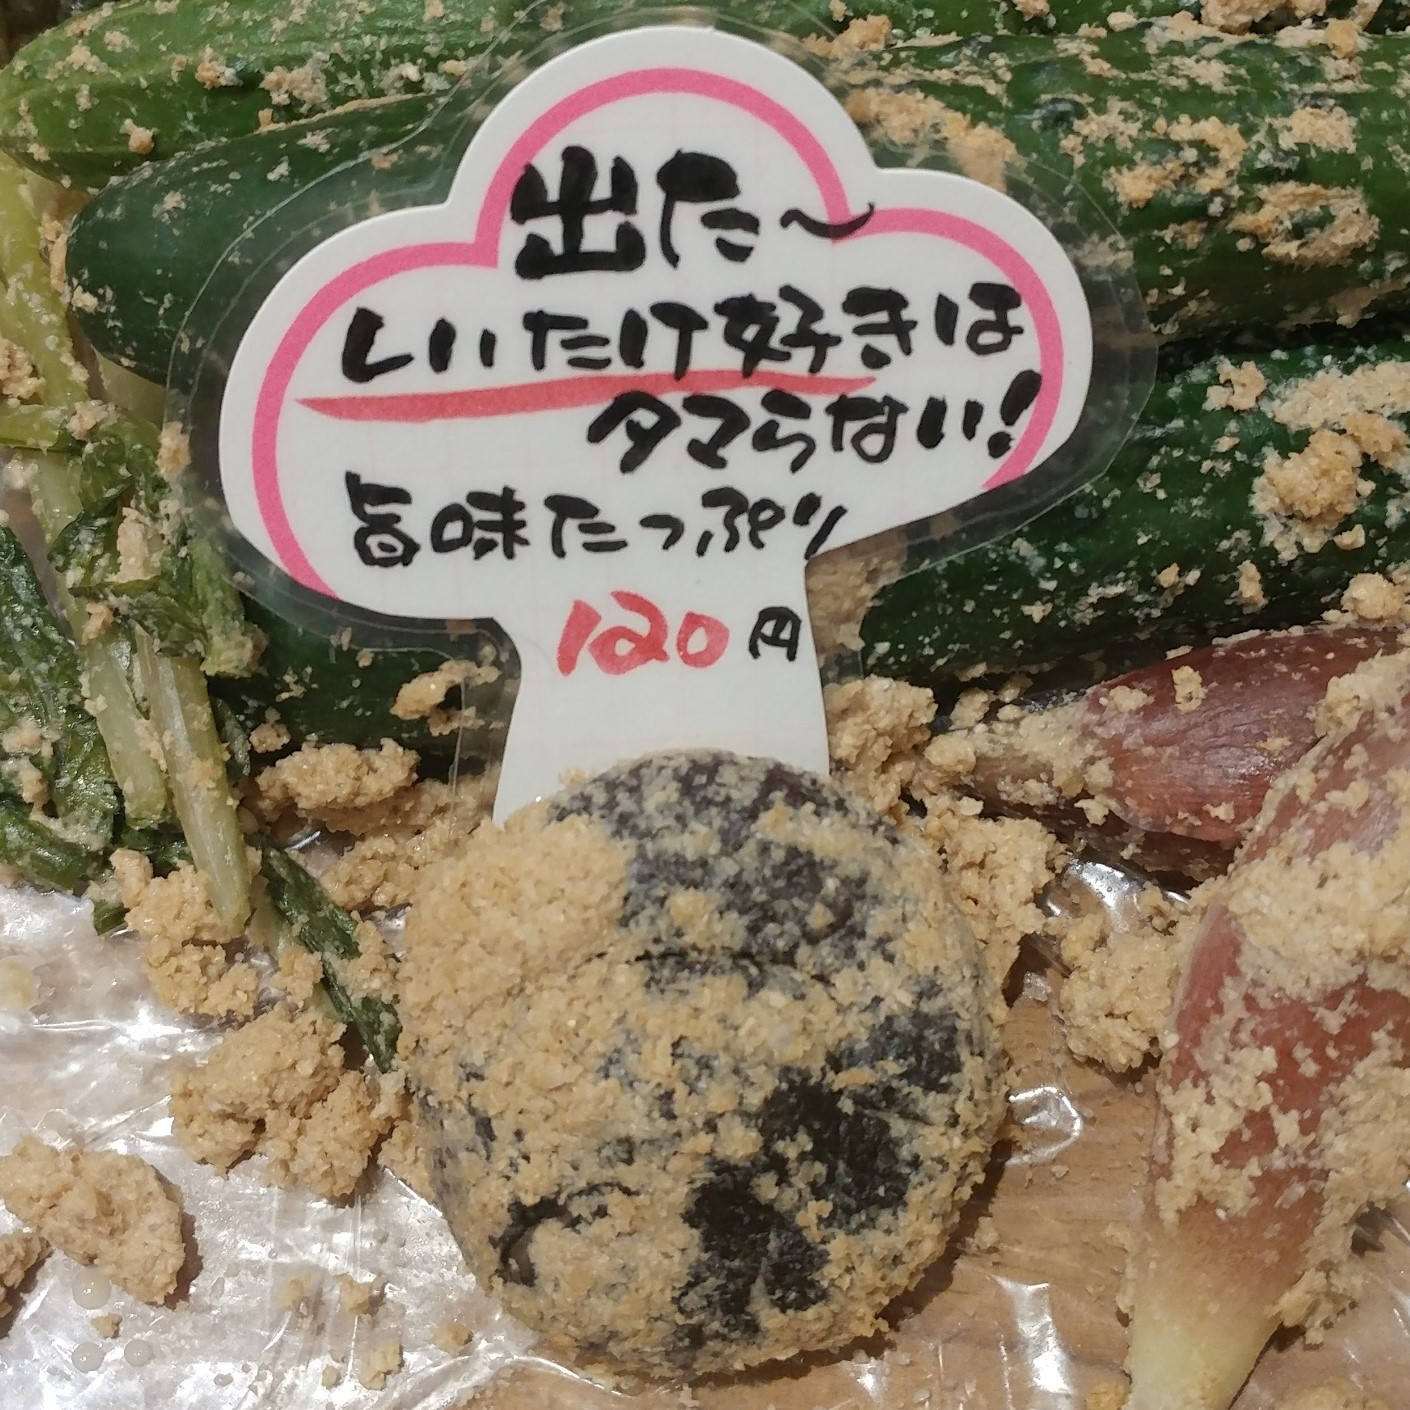 出た～
しいたけ好きは
タマらない!
旨味たっぷり
120円